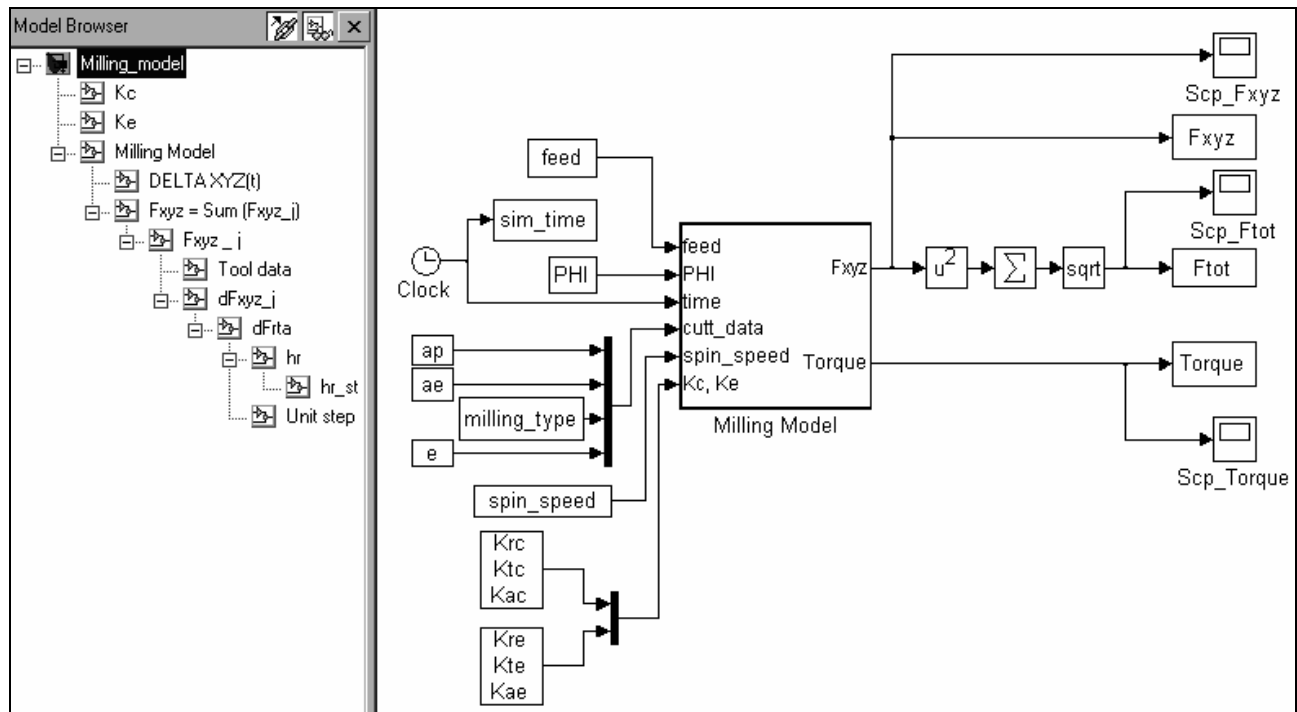 Model Browser
Milling_model
Kc
Ke
Milling Model
DELTA XYZ(t)
Fxyz = Sum (Fxyz_j)
Fxyz _ j
Tool data
dFxyz_j
dFrta
hr
hr_st
Unit step
Scp_Fxyz
Fxyz
feed
sim_time
Clock
PHI
ap
ae
milling_type
e
spin_speed
Krc
Ktc
Kac
Kre
Kte
Kae
feed
PHI
time
cutt_data
spin_speed
Kc, Ke
Fxyz
Torque
Milling Model
u²
Σ
sqrt
Scp_Ftot
Ftot
Torque
Scp_Torque